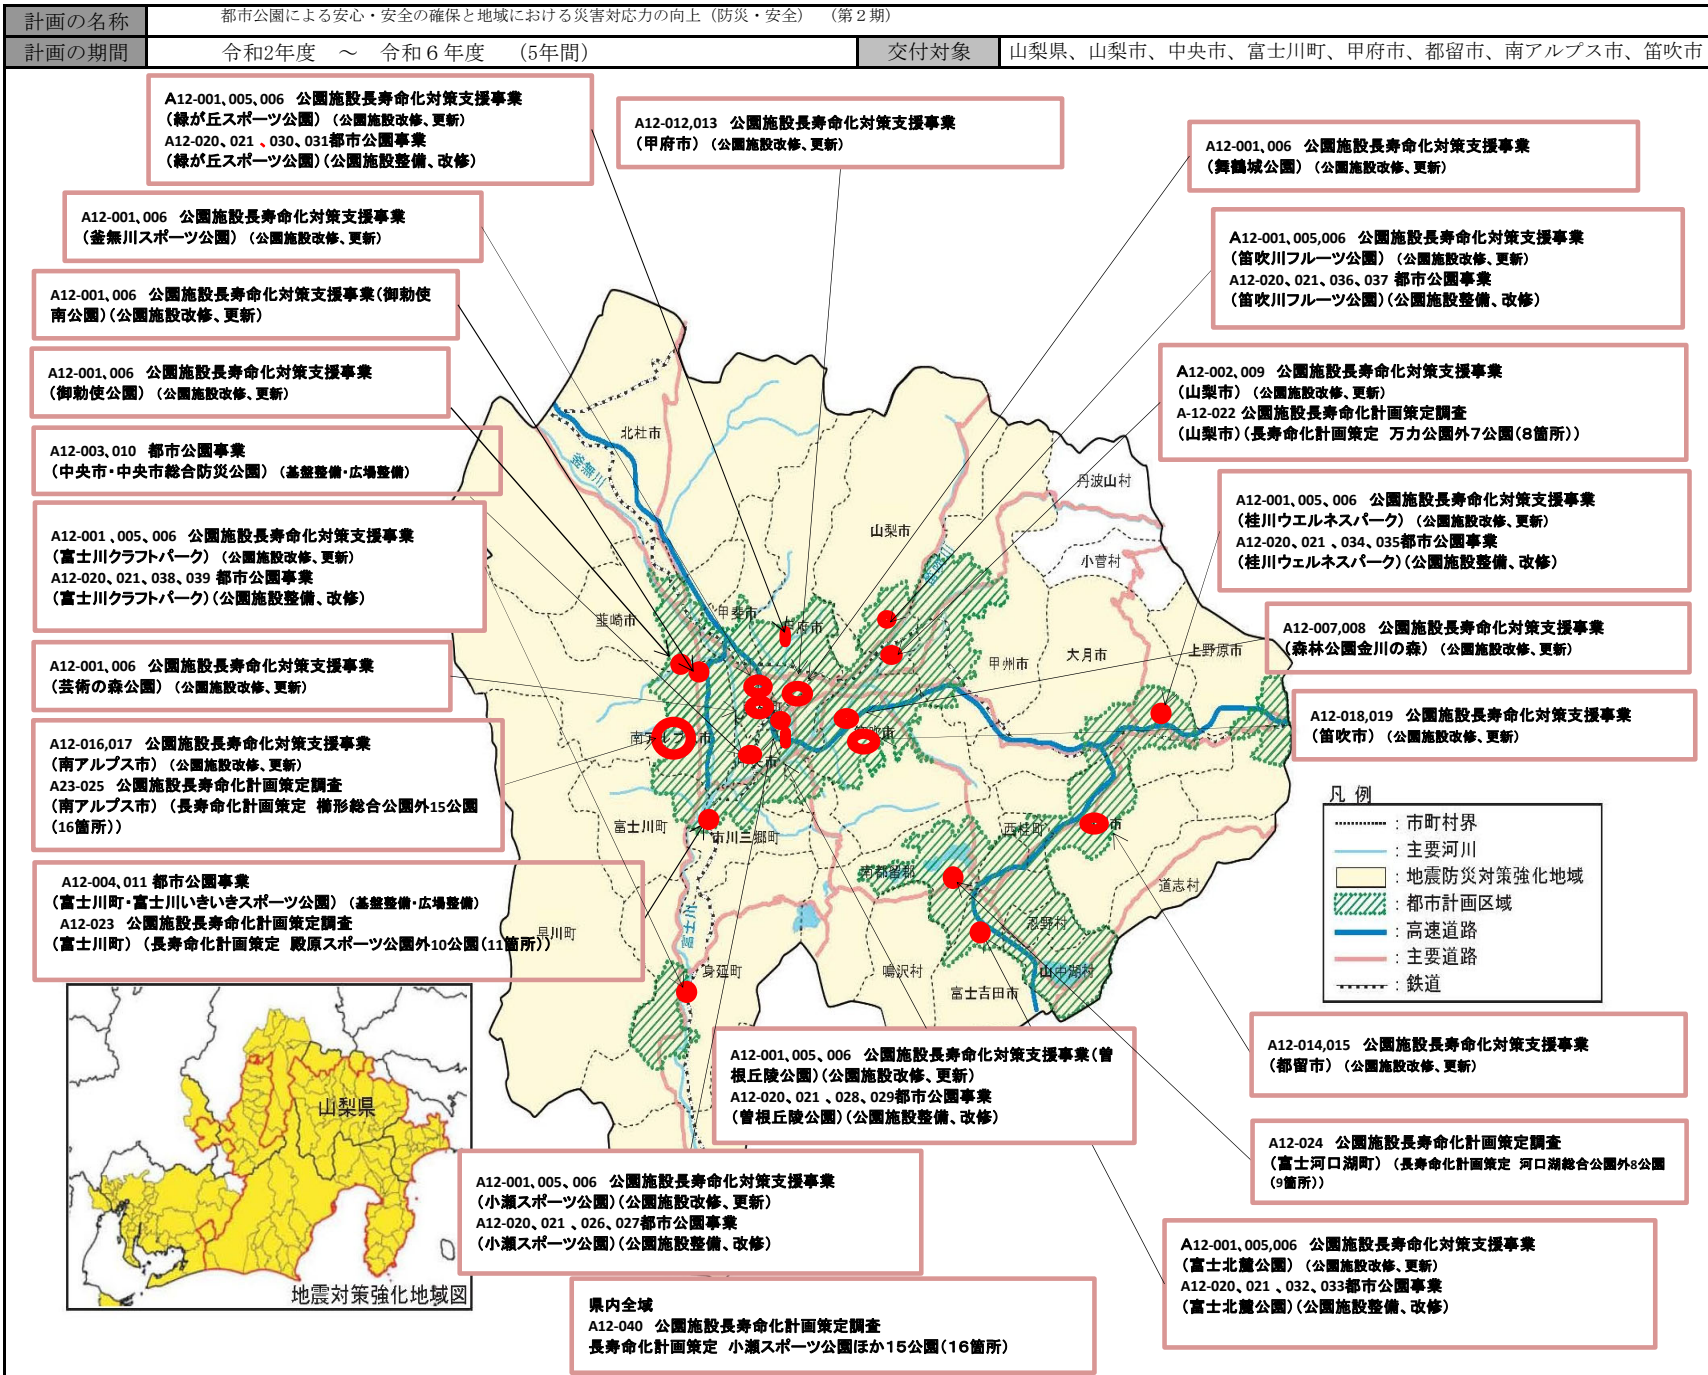 計画の名称
都市公園による安心・安全の確保と地域における災害対応力の向上（防災・安全）　（第２期）
計画の期間
令和2年度　～　令和６年度　（5年間）
交付対象
山梨県、山梨市、中央市、富士川町、甲府市、都留市、南アルプス市、笛吹市
A12-001,005、006　公園施設長寿命化対策支援事業
（緑が丘スポーツ公園）（公園施設改修、更新）
A12-020、021 、030、031都市公園事業
（緑が丘スポーツ公園）（公園施設整備、改修）
A12-012,013　公園施設長寿命化対策支援事業
（甲府市）（公園施設改修、更新）
A12-001,006　公園施設長寿命化対策支援事業
（舞鶴城公園）（公園施設改修、更新）
A12-001、006　公園施設長寿命化対策支援事業
（釜無川スポーツ公園）（公園施設改修、更新）
A12-001,005,006　公園施設長寿命化対策支援事業
（笛吹川フルーツ公園）（公園施設改修、更新）
A12-020、021、036、037 都市公園事業
（笛吹川フルーツ公園）（公園施設整備、改修）
A12-001、006　公園施設長寿命化対策支援事業（御勅使
南公園）（公園施設改修、更新）
A12-001,006　公園施設長寿命化対策支援事業
（御勅使公園）（公園施設改修、更新）
A12-002,009　公園施設長寿命化対策支援事業
（山梨市）（公園施設改修、更新）
A-12-022 公園施設長寿命化計画策定調査
（山梨市）（長寿命化計画策定　万力公園外７公園（８箇所））
A12-003,010　都市公園事業
（中央市・中央市総合防災公園）（基盤整備・広場整備）
A12-001 ,005、006　公園施設長寿命化対策支援事業
（富士川クラフトパーク）（公園施設改修、更新）
A12-020、021、038、039 都市公園事業
（富士川クラフトパーク）（公園施設整備、改修）
A12-001,005、006　公園施設長寿命化対策支援事業
（桂川ウエルネスパーク）（公園施設改修、更新）
A12-020、021 、034、035都市公園事業
（桂川ウェルネスパーク）（公園施設整備、改修）
A12-007,008　公園施設長寿命化対策支援事業
（森林公園金川の森）（公園施設改修、更新）
A12-001、006　公園施設長寿命化対策支援事業
（芸術の森公園）（公園施設改修、更新）
A12-018,019　公園施設長寿命化対策支援事業
（笛吹市）（公園施設改修、更新）
A12-016,017　公園施設長寿命化対策支援事業
（南アルプス市）（公園施設改修、更新）
A23-025　公園施設長寿命化計画策定調査
（南アルプス市）（長寿命化計画策定　櫛形総合公園外15公園
（16箇所））
A12-004,011 都市公園事業
（富士川町・富士川いきいきスポーツ公園）（基盤整備・広場整備）
A12-023　公園施設長寿命化計画策定調査
（富士川町）（長寿命化計画策定　殿原スポーツ公園外10公園（11箇所））
北杜市
釜無川
丹波山村
山梨市
小菅村
韮崎市
甲斐市
甲府市
甲州市
大月市
上野原市
南アルプス市
富士川町
市川三郷町
西桂町
南都留郡
道志村
忍野村
早川町
富士川
身延町
鳴沢村
山中湖村
富士吉田市
凡 例
：市町村界
：主要河川
：地震防災対策強化地域
：都市計画区域
：高速道路
：主要道路
：鉄道
山梨県
地震対策強化地域図
A12-001,005、006　公園施設長寿命化対策支援事業（曽
根丘陵公園）（公園施設改修、更新）
A12-020、021 、028、029都市公園事業
（曽根丘陵公園）（公園施設整備、改修）
A12-014,015　公園施設長寿命化対策支援事業
（都留市）（公園施設改修、更新）
A12-024　公園施設長寿命化計画策定調査
（富士河口湖町）（長寿命化計画策定　河口湖総合公園外8公園
（9箇所））
A12-001,005、006　公園施設長寿命化対策支援事業
（小瀬スポーツ公園）（公園施設改修、更新）
A12-020、021 、026、027都市公園事業
（小瀬スポーツ公園）（公園施設整備、改修）
A12-001,005,006　公園施設長寿命化対策支援事業
（富士北麓公園）（公園施設改修、更新）
A12-020、021 、032、033都市公園事業
（富士北麓公園）（公園施設整備、改修）
県内全域
A12-040　公園施設長寿命化計画策定調査
長寿命化計画策定　小瀬スポーツ公園ほか１５公園（１６箇所）